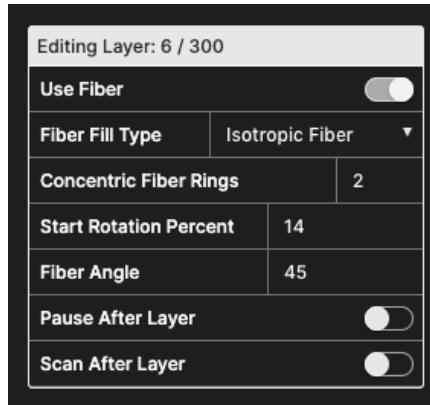 Editing Layer: 6 / 300
Use Fiber
Fiber Fill Type Isotropic Fiber
Concentric Fiber Rings 2
Start Rotation Percent 14
Fiber Angle 45
Pause After Layer
Scan After Layer